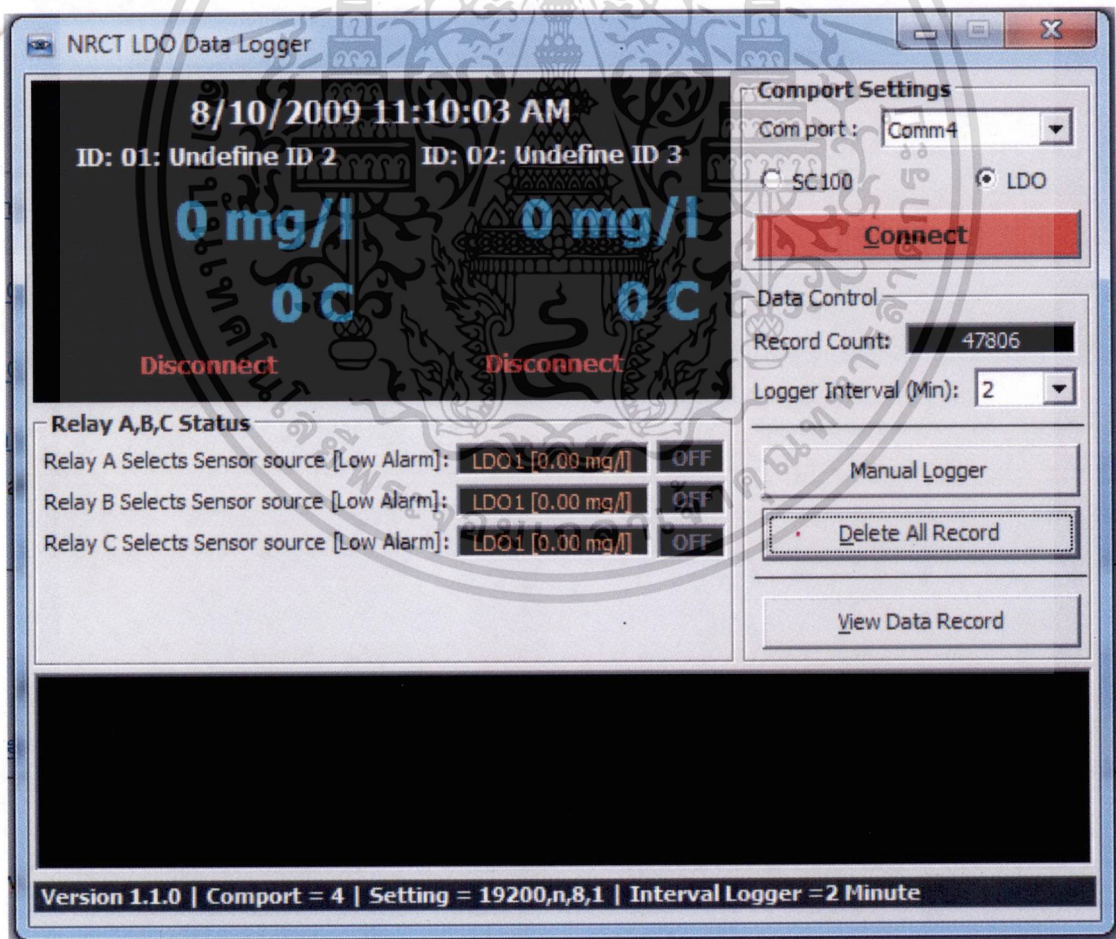 NRCT LDO Data Logger
8/10/2009 11:10:03 AM
ID: 01: Undefine ID 2 ID: 02: Undefine ID 3
0 mg/l 0 mg/l
0 C 0 C
Disconnect Disconnect
Relay A,B,C Status
Relay A Selects Sensor source [Low Alarm]: LDO1 [0.00 mg/l] OFF
Relay B Selects Sensor source [Low Alarm]: LDO1 [0.00 mg/l] OFF
Relay C Selects Sensor source [Low Alarm]: LDO1 [0.00 mg/l] OFF
Comport Settings
Com port : Comm4
SC100 LDO
Connect
Data Control
Record Count: 47806
Logger Interval (Min): 2
Manual Logger
Delete All Record
View Data Record
Version 1.1.0 | Comport = 4 | Setting = 19200,n,8,1 | Interval Logger =2 Minute